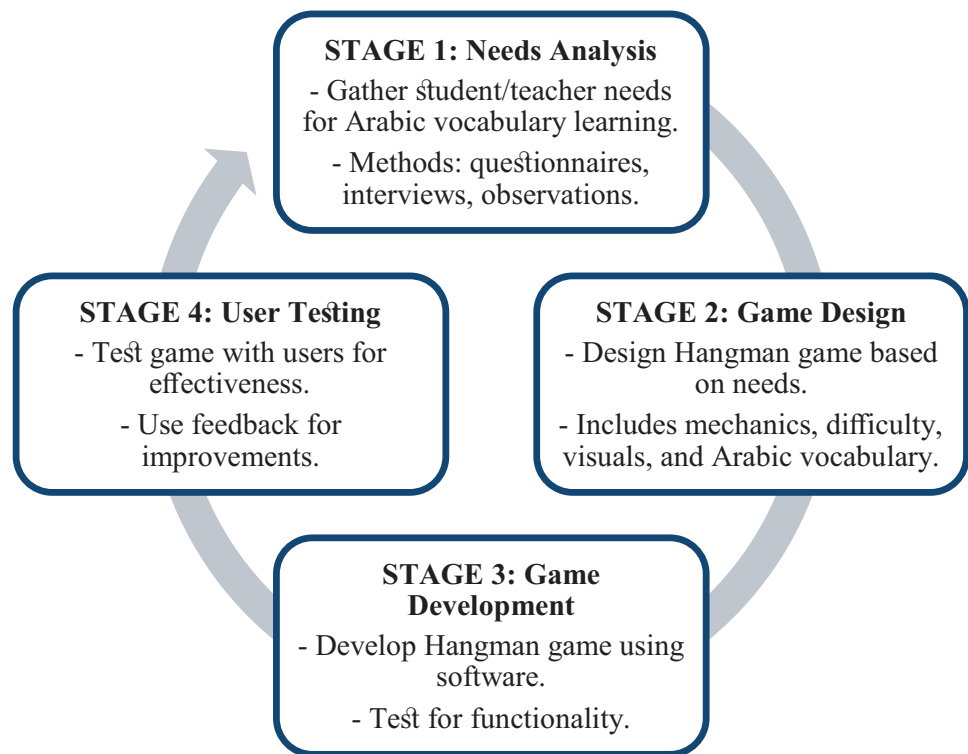 STAGE 1: Needs Analysis
- Gather student/teacher needs
for Arabic vocabulary learning.
- Methods: questionnaires,
interviews, observations.
STAGE 2: Game Design
- Design Hangman game based
on needs.
- Includes mechanics, difficulty,
visuals, and Arabic vocabulary.
STAGE 3: Game
Development
- Develop Hangman game using
software.
- Test for functionality.
STAGE 4: User Testing
- Test game with users for
effectiveness.
- Use feedback for
improvements.